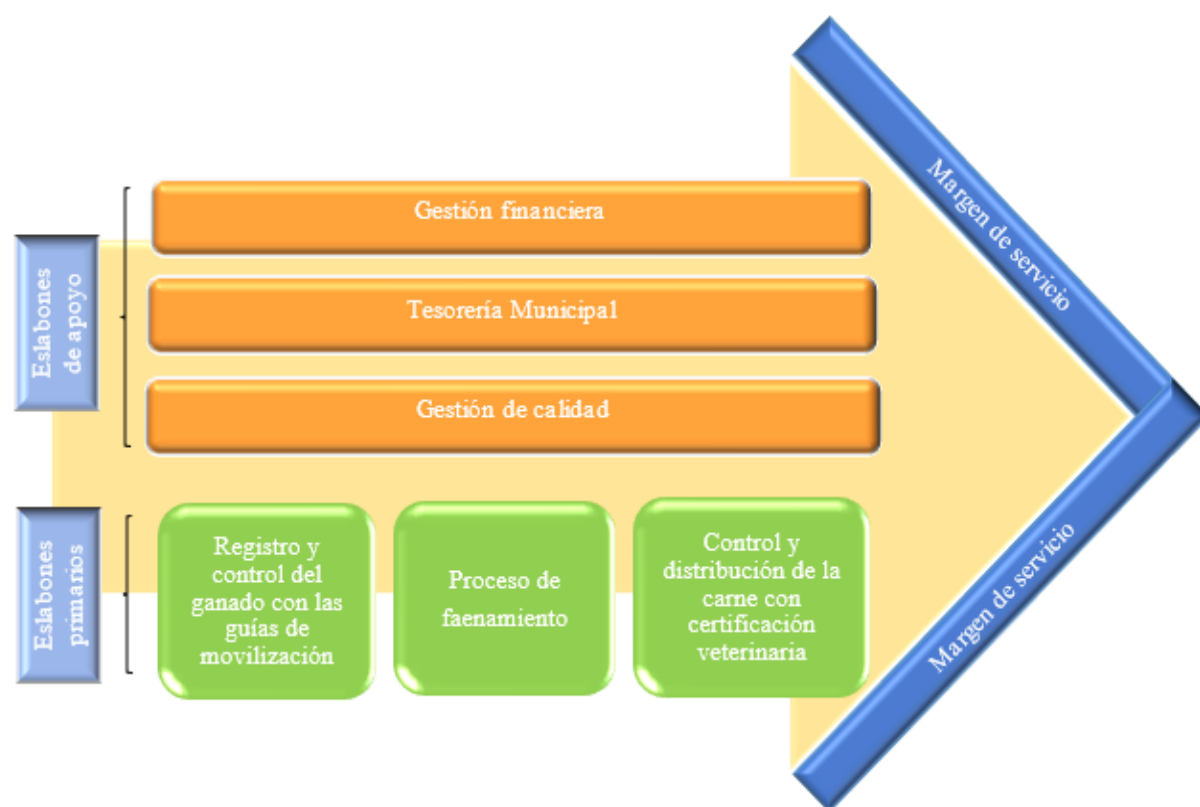 Eslabones
de apoyo
Gestión financiera
Tesorería Municipal
Gestión de calidad
Margen de servicio
Eslabones
primarios
Registro y
control del
ganado con las
guías de
movilización
Proceso de
faenamiento
Control y
distribución de la
carne con
certificación
veterinaria
Margen de servicio